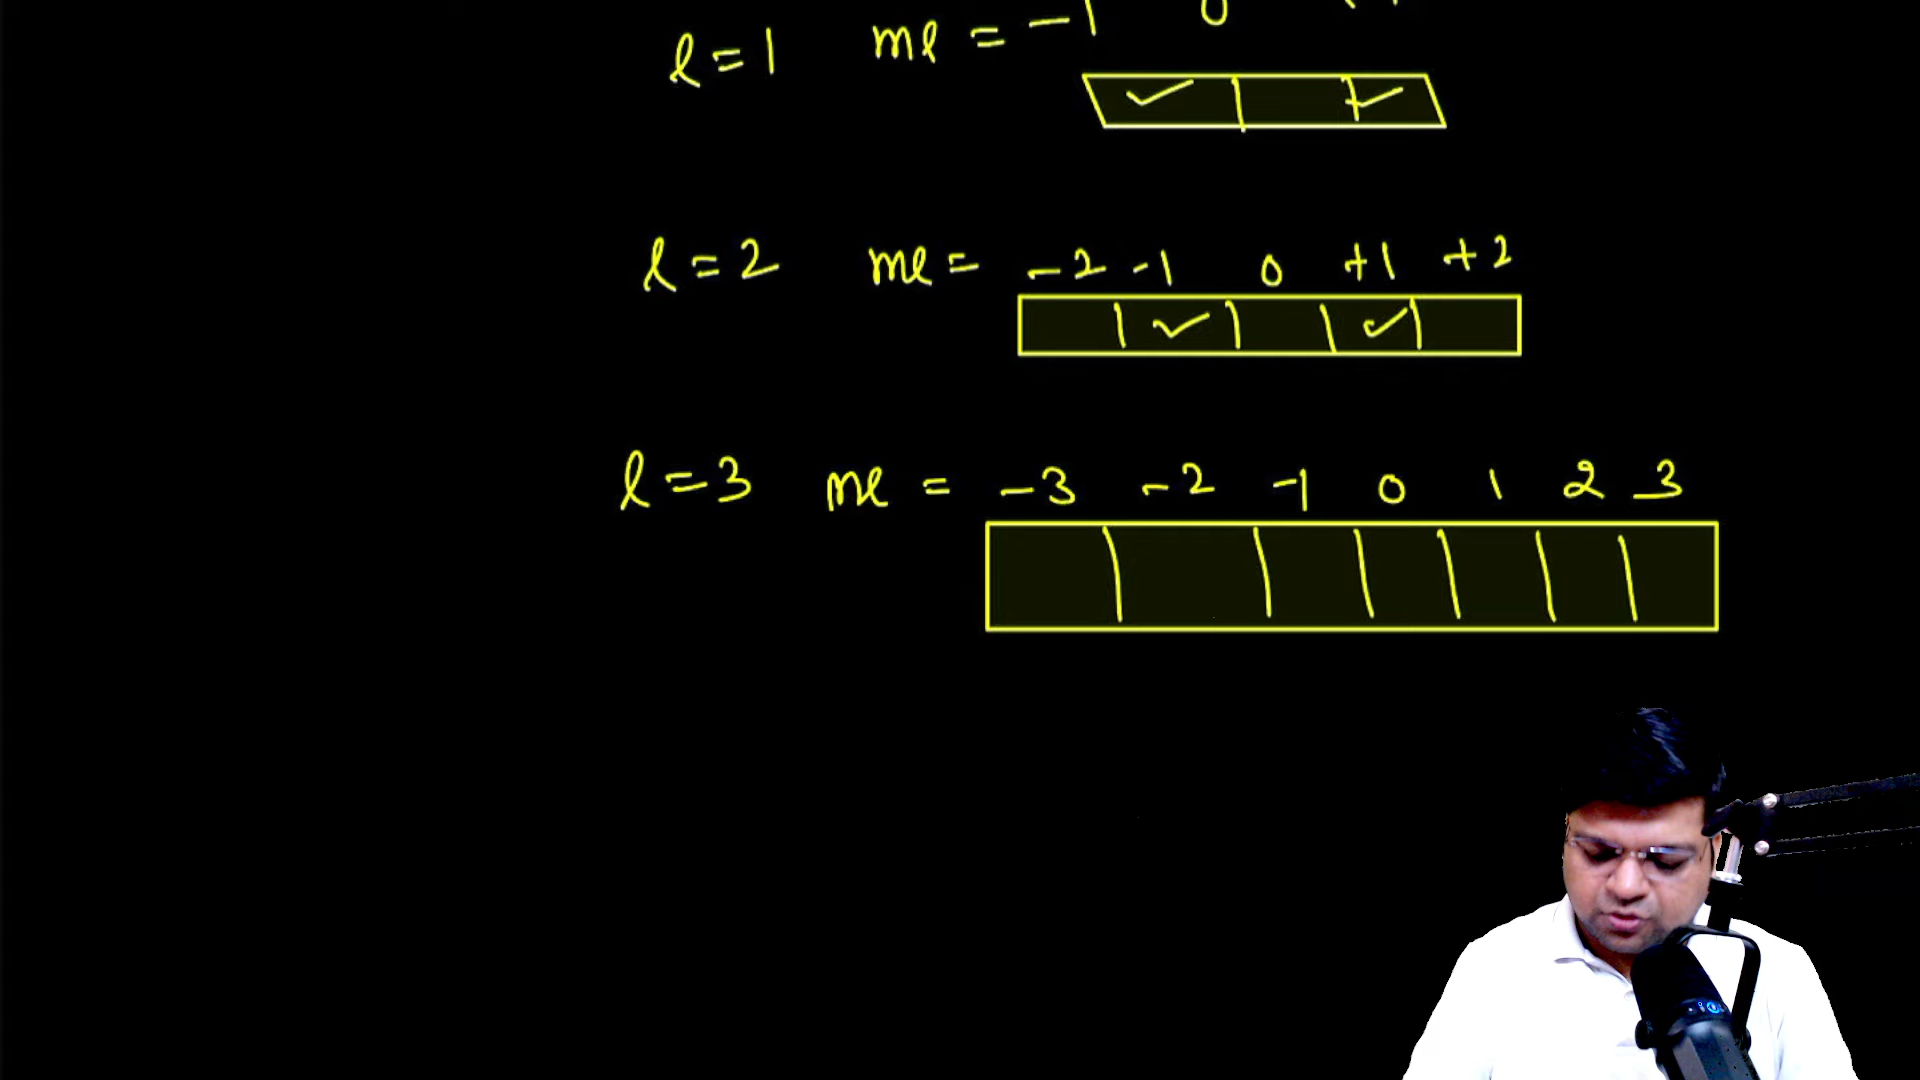 l = 1 ml = -1 0
l = 2 ml = -2 -1 0 +1 +2
l = 3 ml = -3 -2 -1 0 1 2 3